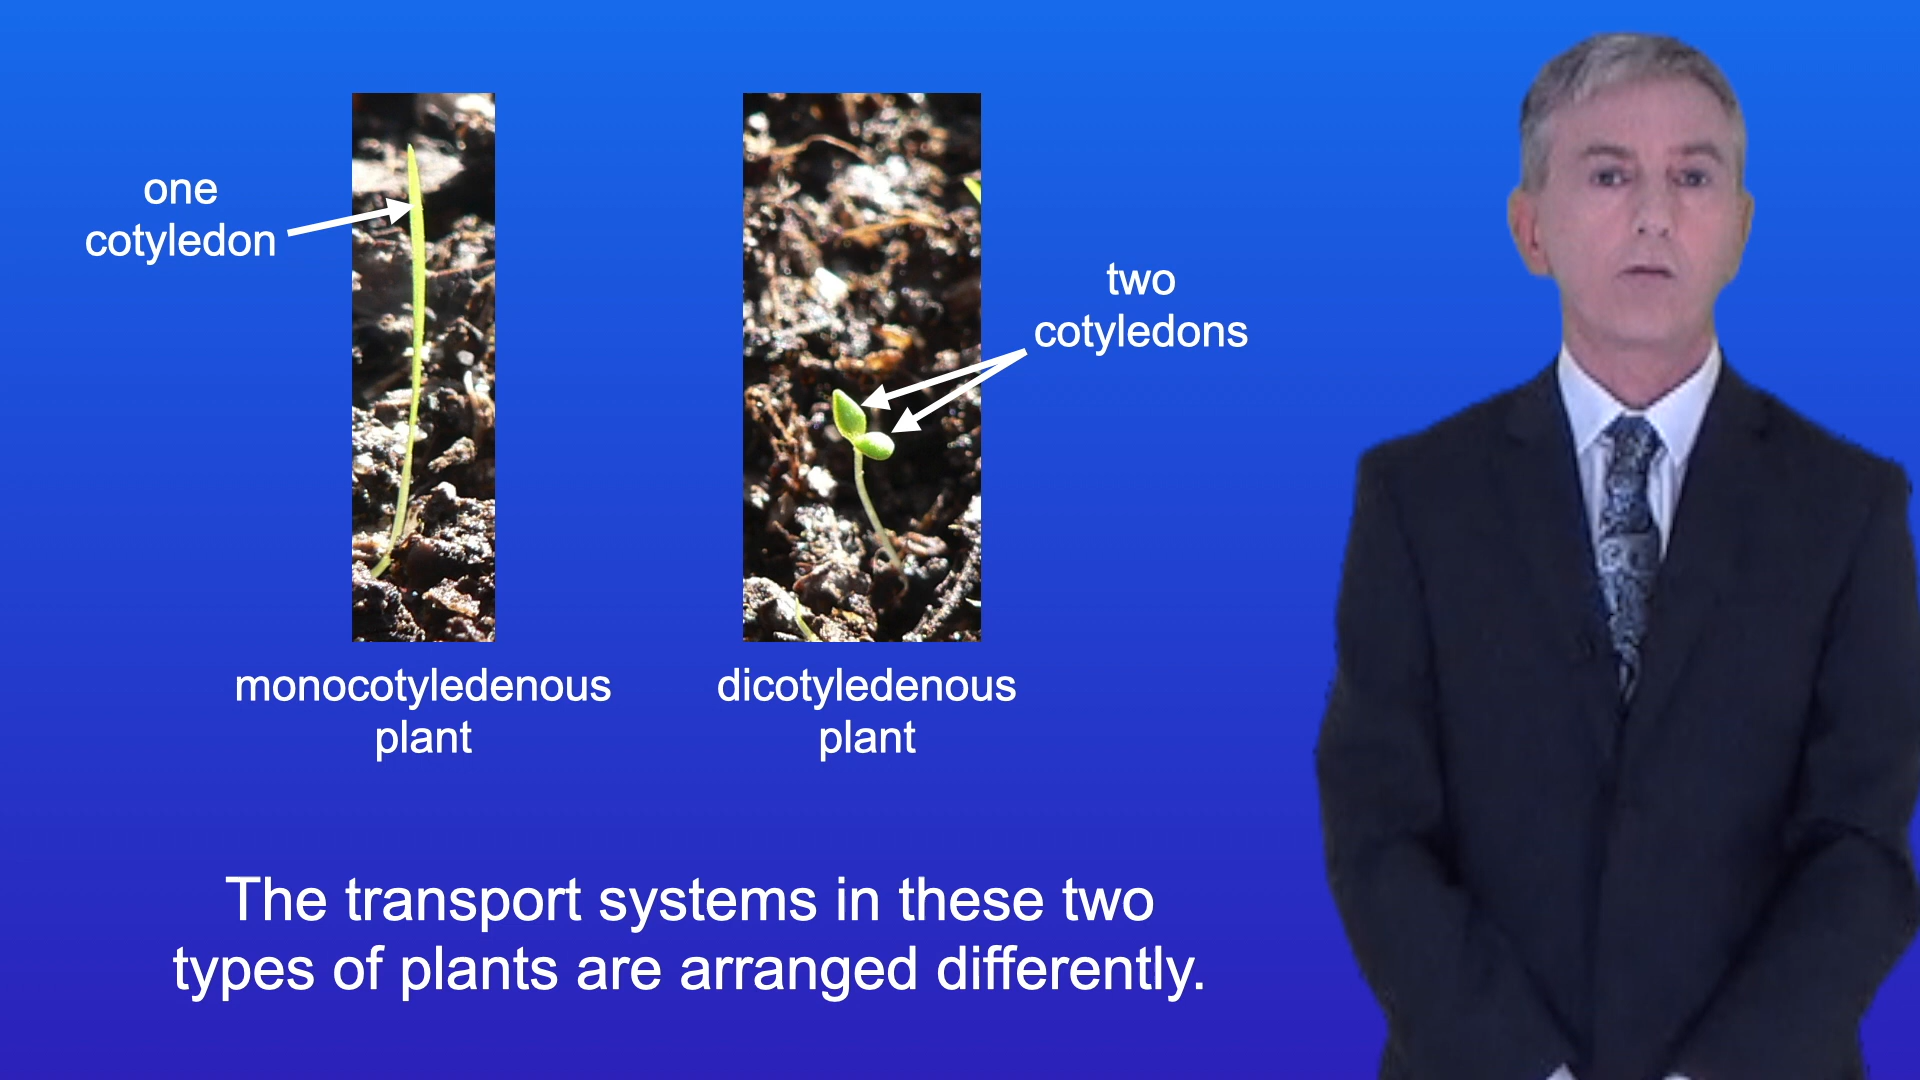 one
cotyledon
two
cotyledons
monocotyledenous
plant
dicotyledenous
plant
The transport systems in these two
types of plants are arranged differently.